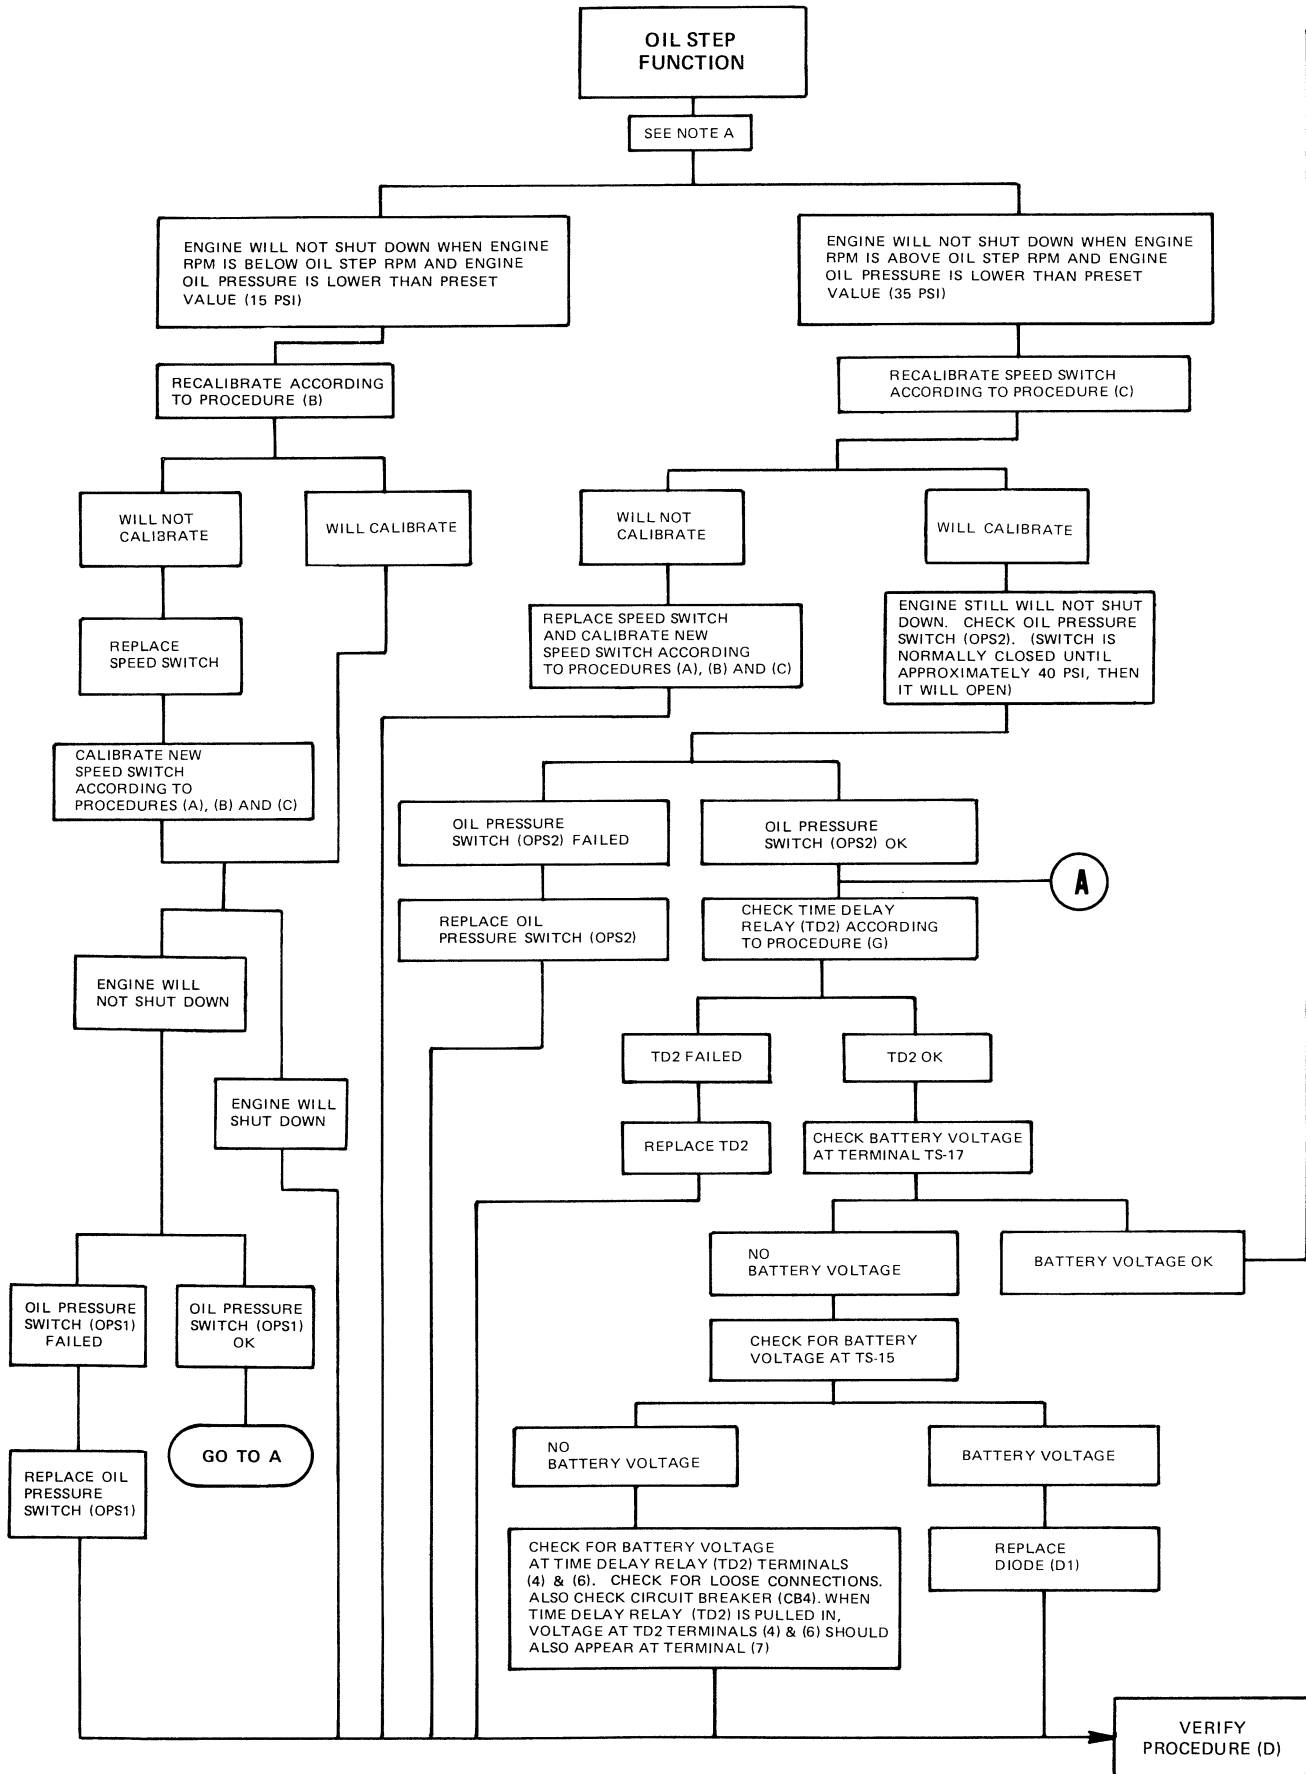 OIL STEP
FUNCTION
SEE NOTE A
ENGINE WILL NOT SHUT DOWN WHEN ENGINE
RPM IS BELOW OIL STEP RPM AND ENGINE
OIL PRESSURE IS LOWER THAN PRESET
VALUE (15 PSI)
ENGINE WILL NOT SHUT DOWN WHEN ENGINE
RPM IS ABOVE OIL STEP RPM AND ENGINE
OIL PRESSURE IS LOWER THAN PRESET
VALUE (35 PSI)
RECALIBRATE ACCORDING
TO PROCEDURE (B)
RECALIBRATE SPEED SWITCH
ACCORDING TO PROCEDURE (C)
WILL NOT
CALIBRATE
WILL CALIBRATE
WILL NOT
CALIBRATE
WILL CALIBRATE
REPLACE
SPEED SWITCH
REPLACE SPEED SWITCH
AND CALIBRATE NEW
SPEED SWITCH ACCORDING
TO PROCEDURES (A), (B) AND (C)
ENGINE STILL WILL NOT SHUT
DOWN. CHECK OIL PRESSURE
SWITCH (OPS2). (SWITCH IS
NORMALLY CLOSED UNTIL
APPROXIMATELY 40 PSI, THEN
IT WILL OPEN)
CALIBRATE NEW
SPEED SWITCH
ACCORDING TO
PROCEDURES (A), (B) AND (C)
OIL PRESSURE
SWITCH (OPS2) FAILED
OIL PRESSURE
SWITCH (OPS2) OK
A
REPLACE OIL
PRESSURE SWITCH (OPS2)
CHECK TIME DELAY
RELAY (TD2) ACCORDING
TO PROCEDURE (G)
ENGINE WILL
NOT SHUT DOWN
TD2 FAILED
TD2 OK
ENGINE WILL
SHUT DOWN
REPLACE TD2
CHECK BATTERY VOLTAGE
AT TERMINAL TS-17
NO
BATTERY VOLTAGE
BATTERY VOLTAGE OK
OIL PRESSURE
SWITCH (OPS1)
FAILED
OIL PRESSURE
SWITCH (OPS1)
OK
CHECK FOR BATTERY
VOLTAGE AT TS-15
GO TO A
NO
BATTERY VOLTAGE
BATTERY VOLTAGE
REPLACE OIL
PRESSURE
SWITCH (OPS1)
CHECK FOR BATTERY VOLTAGE
AT TIME DELAY RELAY (TD2) TERMINALS
(4) & (6). CHECK FOR LOOSE CONNECTIONS.
ALSO CHECK CIRCUIT BREAKER (CB4). WHEN
TIME DELAY RELAY (TD2) IS PULLED IN,
VOLTAGE AT TD2 TERMINALS (4) & (6) SHOULD
ALSO APPEAR AT TERMINAL (7)
REPLACE
DIODE (D1)
VERIFY
PROCEDURE (D)